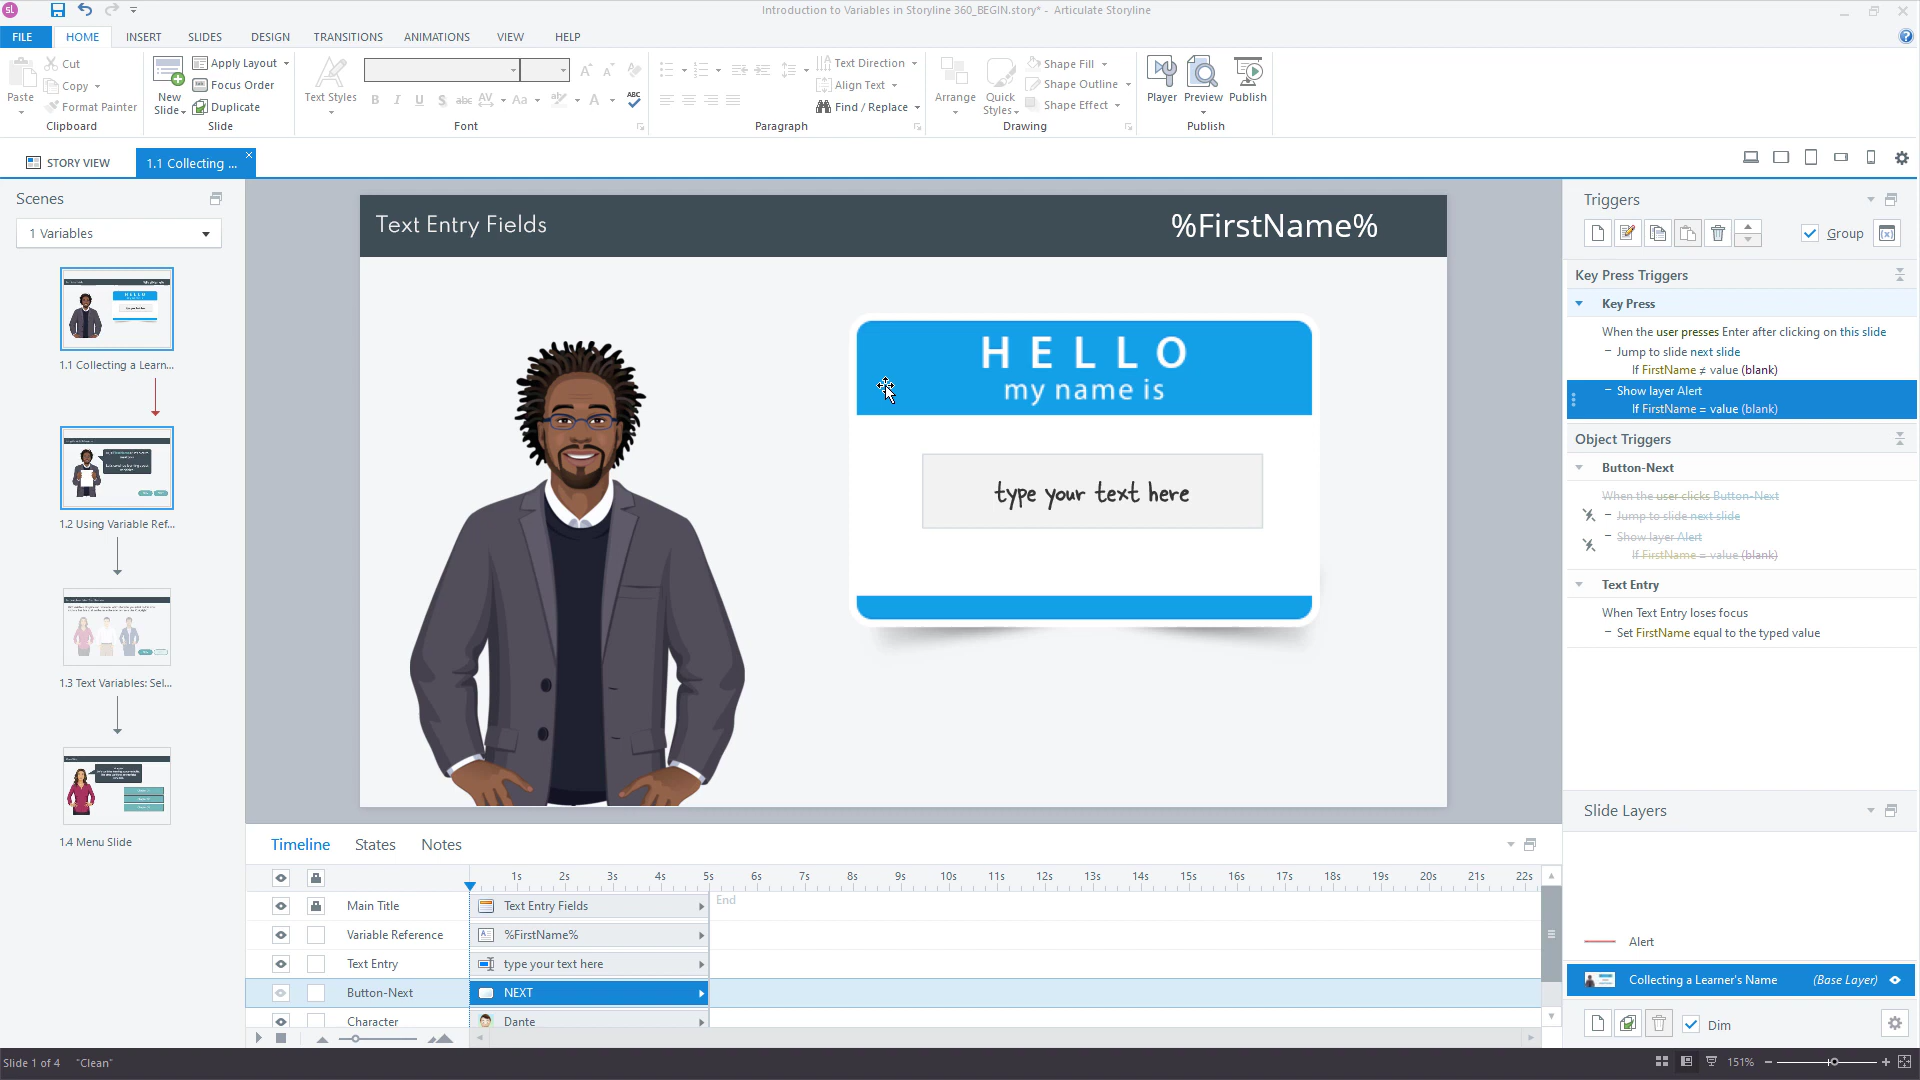 Introduction to Variables in Storyline 360_BEGIN.story* - Articulate Storyline
FILE
HOME
INSERT
SLIDES
DESIGN
TRANSITIONS
ANIMATIONS
VIEW
HELP
Paste
Cut
Copy
Format Painter
Clipboard
New Slide
Apply Layout
Focus Order
Duplicate
Slide
Text Styles
B I U S abc AV Aa A
ABC
Font
Text Direction
Align Text
Find / Replace
Paragraph
Arrange
Quick Styles
Shape Fill
Shape Outline
Shape Effect
Drawing
Player
Preview
Publish
Publish
STORY VIEW
1.1 Collecting ...
Scenes
1 Variables
1.1 Collecting a Learn...
1.2 Using Variable Ref...
1.3 Text Variables: Sel...
1.4 Menu Slide
Text Entry Fields
%FirstName%
HELLO
my name is
type your text here
Triggers
Group
Key Press Triggers
Key Press
When the user presses Enter after clicking on this slide
– Jump to slide next slide
If FirstName ≠ value (blank)
– Show layer Alert
If FirstName = value (blank)
Object Triggers
Button-Next
When the user clicks Button-Next
– Jump to slide next slide
– Show layer Alert
If FirstName = value (blank)
Text Entry
When Text Entry loses focus
– Set FirstName equal to the typed value
Slide Layers
Alert
Collecting a Learner's Name (Base Layer)
Dim
Timeline
States
Notes
1s 2s 3s 4s 5s 6s 7s 8s 9s 10s 11s 12s 13s 14s 15s 16s 17s 18s 19s 20s 21s 22s
Main Title Text Entry Fields End
Variable Reference %FirstName%
Text Entry type your text here
Button-Next NEXT
Character Dante
Slide 1 of 4 "Clean"
151%